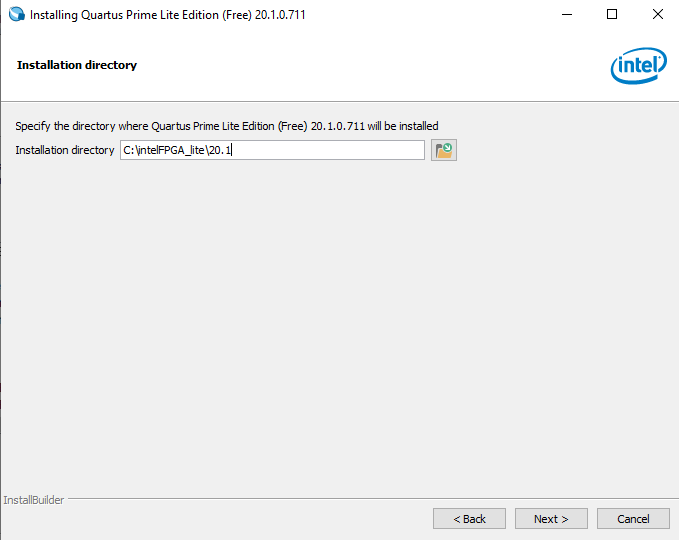 Installing Quartus Prime Lite Edition (Free) 20.1.0.711
Installation directory
intel
Specify the directory where Quartus Prime Lite Edition (Free) 20.1.0.711 will be installed
Installation directory C:\intelFPGA_lite\20.1
InstallBuilder
< Back Next > Cancel